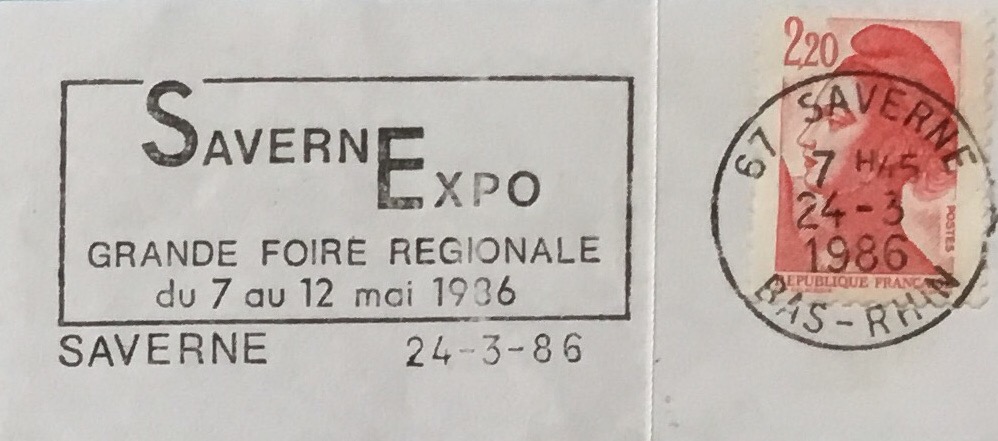 SAVERNEXPO
GRANDE FOIRE REGIONALE
du 7 au 12 mai 1986
SAVERNE 24-3-86
2,20
67 SAVERNE
7 H45
24-3
1986
BAS-RHIN
POSTES
REPUBLIQUE FRANÇAISE